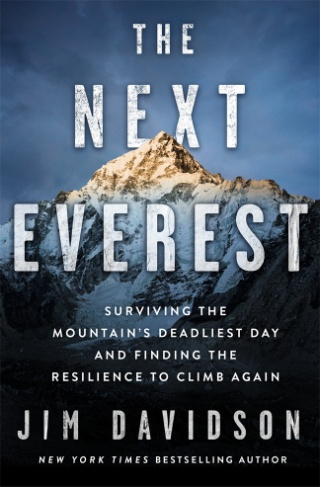 THE
NEXT
EVEREST
SURVIVING THE
MOUNTAIN'S DEADLIEST DAY
AND FINDING THE
RESILIENCE TO CLIMB AGAIN
JIM DAVIDSON
NEW YORK TIMES BESTSELLING AUTHOR